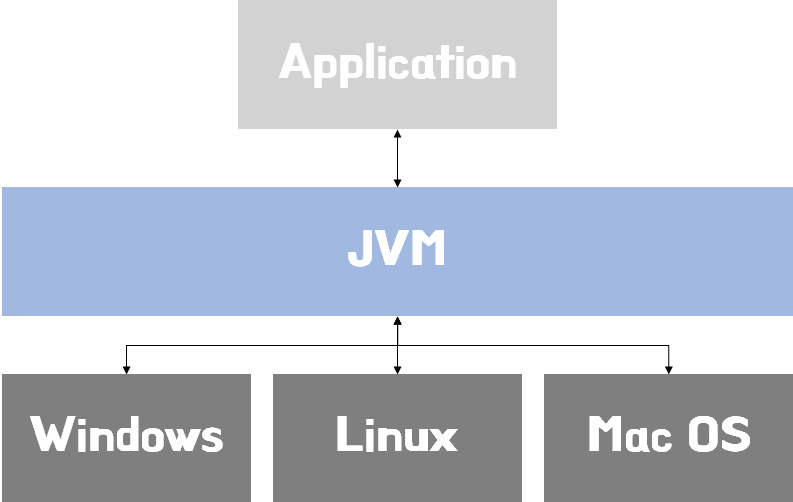 Application
JVM
Windows
Linux
Mac OS